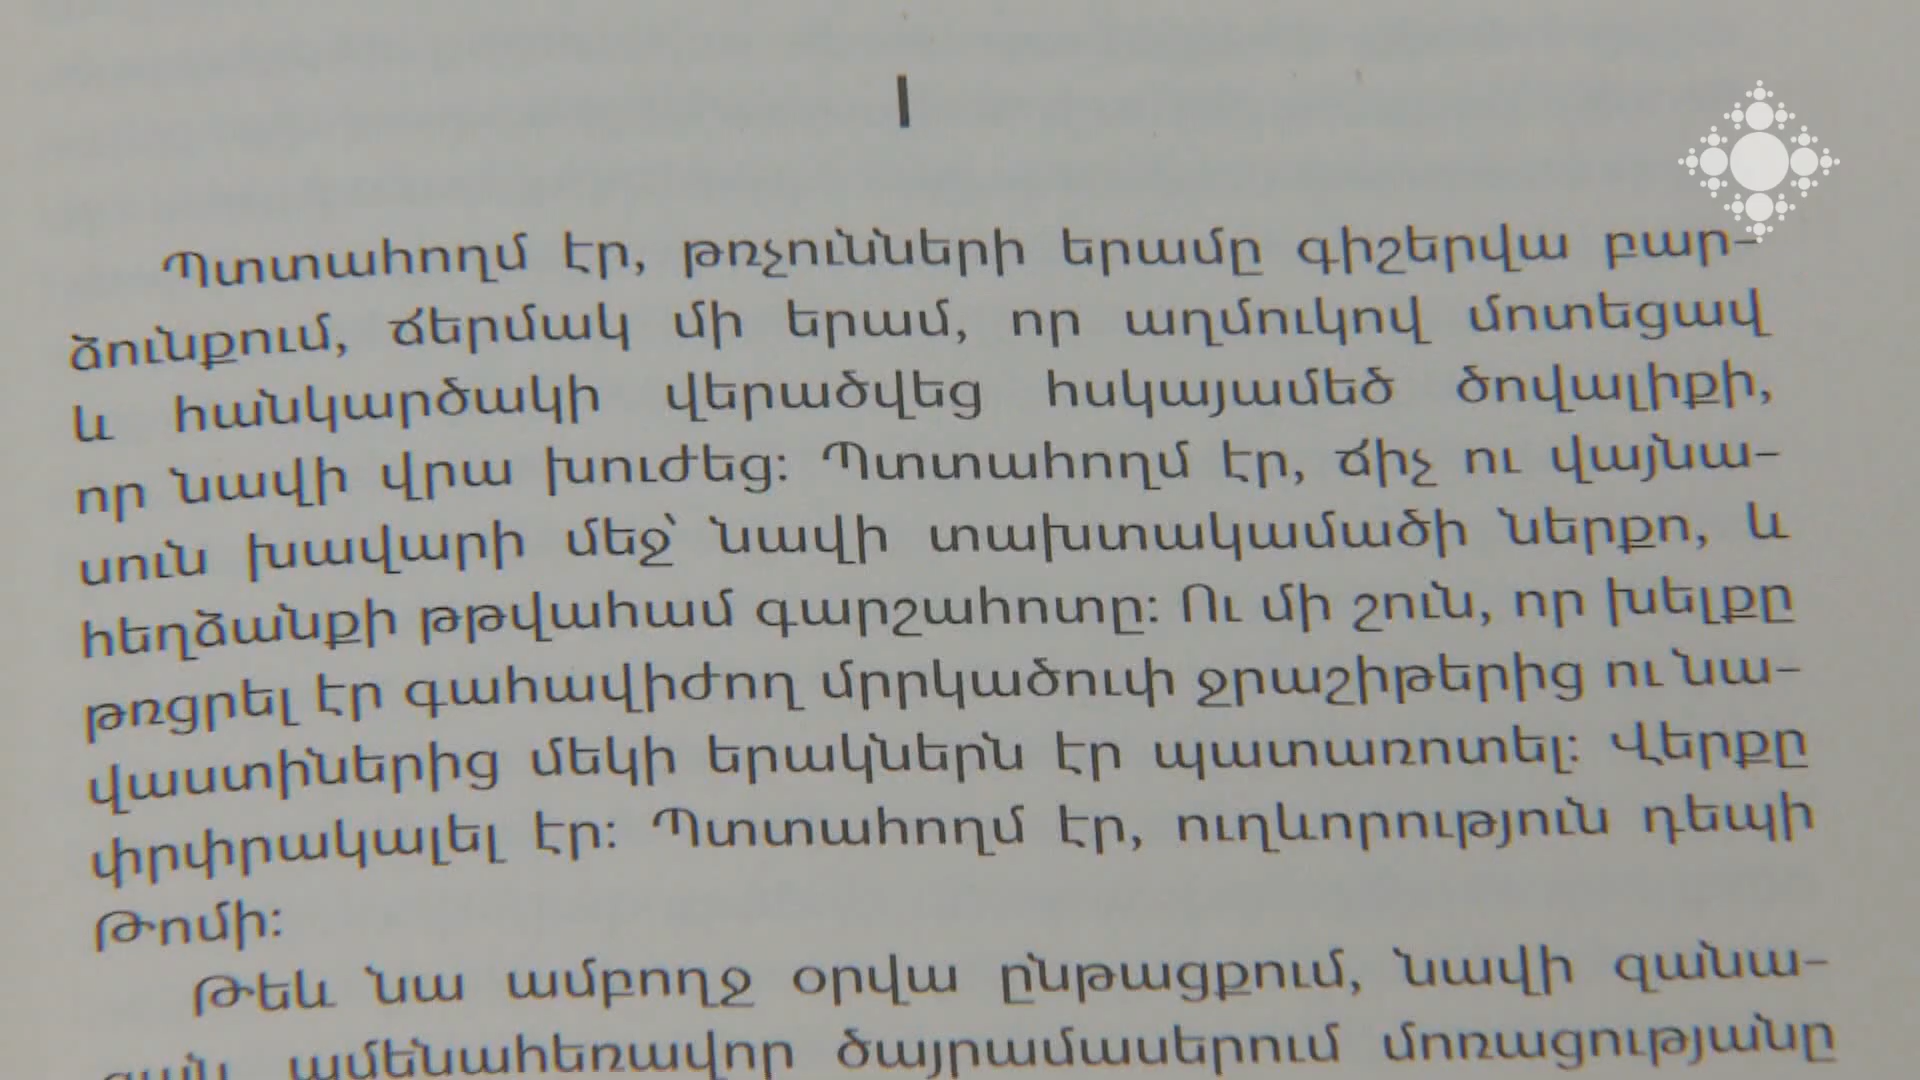 I
Պտտահողմ էր, թռչունների երամը գիշերվա բար-
ձունքում, ճերմակ մի երամ, որ աղմուկով մոտեցավ
և հանկարծակի վերածվեց հսկայամեծ ծովալիքի,
որ նավի վրա խուժեց: Պտտահողմ էր, ճիչ ու վայնա-
սուն խավարի մեջ՝ նավի տախտակամածի ներքո, և
հեղձանքի թթվահամ գարշահոտը: Ու մի շուն, որ խելքը
թռցրել էր գահավիժող մրրկածուփ ջրաշիթերից ու նա-
վաստիներից մեկի երակներն էր պատառոտել: Վերքը
փրփրակալել էր: Պտտահողմ էր, ուղևորություն դեպի
Թոմի:
Թեև նա ամբողջ օրվա ընթացքում, նավի զանա-
զան ամենահեռավոր ծայրամասերում մոռացությանը